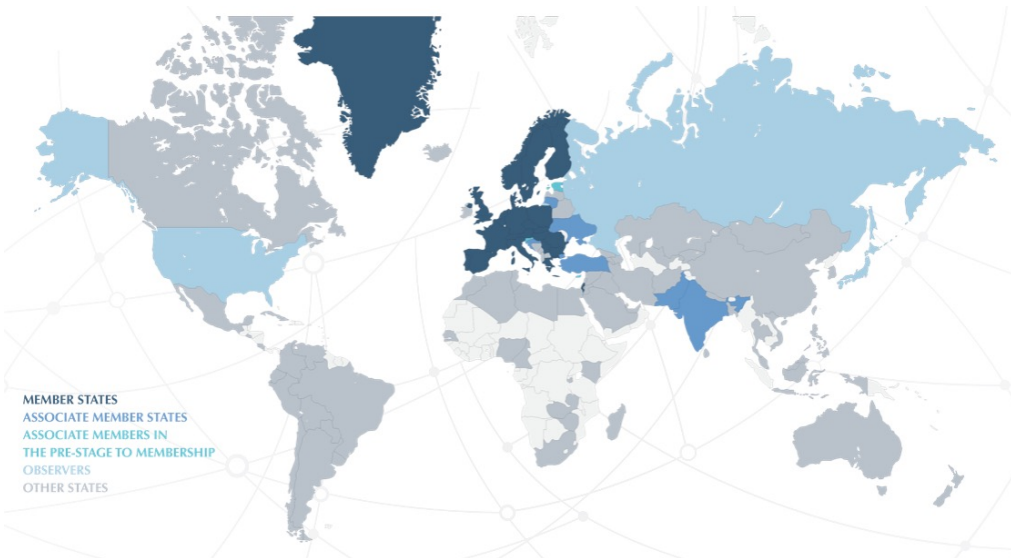 MEMBER STATES
ASSOCIATE MEMBER STATES
ASSOCIATE MEMBERS IN
THE PRE-STAGE TO MEMBERSHIP
OBSERVERS
OTHER STATES